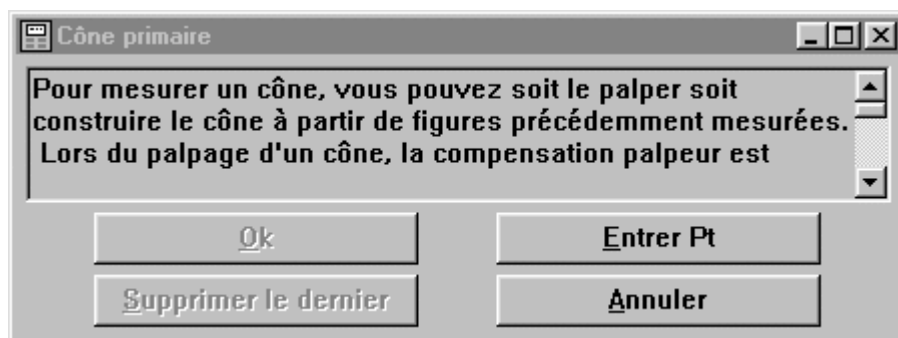 Cône primaire
Pour mesurer un cône, vous pouvez soit le palper soit
construire le cône à partir de figures précédemment mesurées.
Lors du palpage d'un cône, la compensation palpeur est
Ok
Entrer Pt
Supprimer le dernier
Annuler